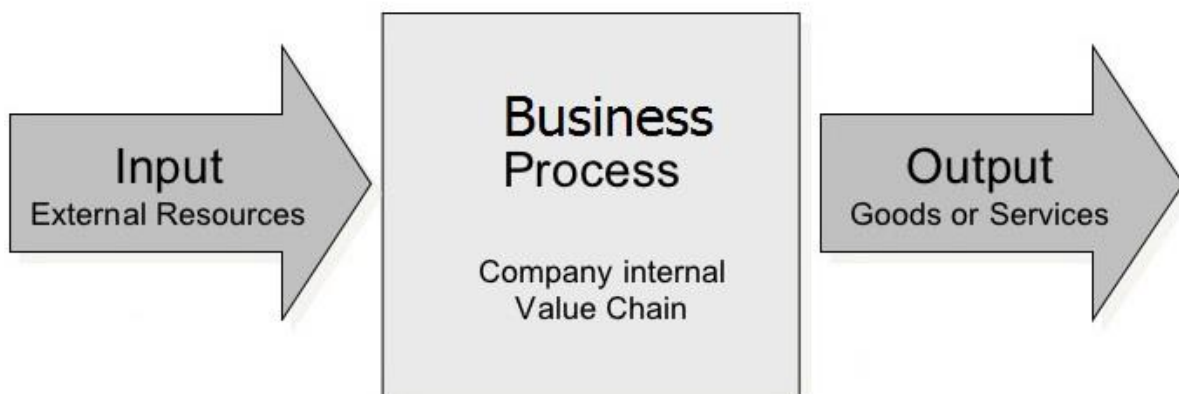 Input
External Resources
Business
Process
Company internal
Value Chain
Output
Goods or Services